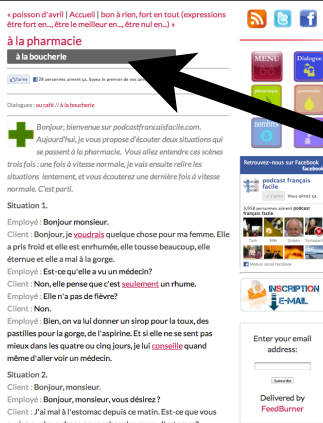 « poisson d'avril | Accueil | bon à rien, fort en tout (expressions
être fort en..., être le meilleur en..., être nul en...) »
à la pharmacie
à la boucherie
J'aime
28 personnes aiment ça. Soyez le premier de vos amis
Dialogues : au café // à la boucherie
Bonjour, bienvenue sur podcastfrancaisfacile.com.
Aujourd'hui, je vous propose d'écouter deux situations qui
se passent à la pharmacie. Vous allez entendre ces scènes
trois fois : une fois à vitesse normale, je vais ensuite relire les
situations lentement, et vous écouterez une dernière fois à vitesse
normale. C'est parti.
Situation 1.
Employé : Bonjour monsieur.
Client : Bonjour, je voudrais quelque chose pour ma femme. Elle
a pris froid et elle est enrhumée, elle tousse beaucoup, elle
éternue et elle a mal à la gorge.
Employé : Est-ce qu'elle a vu un médecin?
Client : Non, elle pense que c'est seulement un rhume.
Employé : Elle n'a pas de fièvre?
Client : Non.
Employé : Bien, on va lui donner un sirop pour la toux, des
pastilles pour la gorge, de l'aspirine. Et si elle ne se sent pas
mieux dans les quatre ou cinq jours, je lui conseille quand
même d'aller voir un médecin.
Situation 2.
Client : Bonjour, monsieur.
Employé : Bonjour, monsieur, vous désirez ?
Client : J'ai mal à l'estomac depuis ce matin. Est-ce que vous
MENU
Dialogue
nombres
Retrouvez-nous sur Facebook
facebook
podcast français
facile
J'aime
Vous aimez ça.
3,958 personnes aiment podcast
français facile.
Taro
Miki
Module social Facebook
INSCRIPTION
E-MAIL
Enter your email
address:
Subscribe
Delivered by
FeedBurner